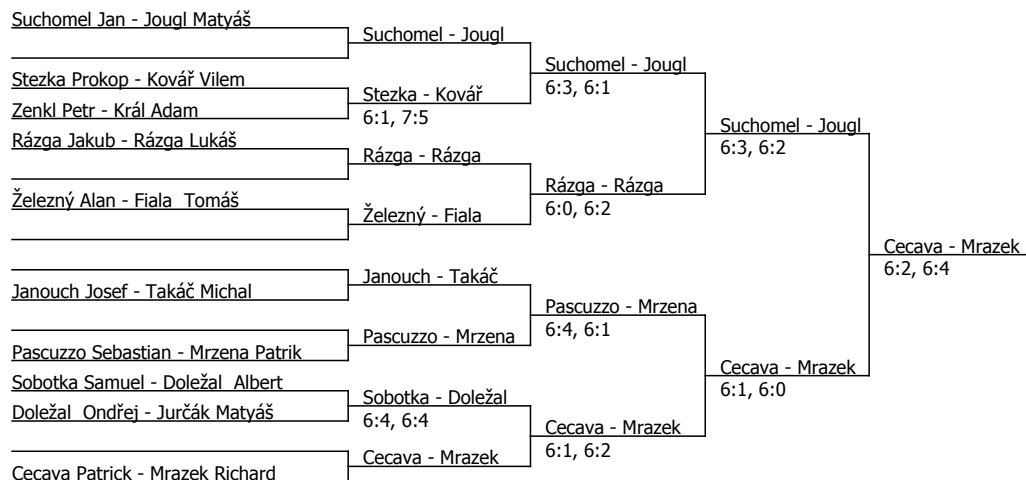 Suchomel Jan - Jougl Matyáš
Stezka Prokop - Kovář Vilem
Zenkl Petr - Král Adam
Rázga Jakub - Rázga Lukáš
Železný Alan - Fiala  Tomáš
Janouch Josef - Takáč Michal
Pascuzzo Sebastian - Mrzena Patrik
Sobotka Samuel - Doležal  Albert
Doležal  Ondřej - Jurčák Matyáš
Cecava Patrick - Mrazek Richard
Suchomel - Jougl
Stezka - Kovář
6:1, 7:5
Rázga - Rázga
Železný - Fiala
Janouch - Takáč
Pascuzzo - Mrzena
Sobotka - Doležal
6:4, 6:4
Cecava - Mrazek
Suchomel - Jougl
6:3, 6:1
Rázga - Rázga
6:0, 6:2
Pascuzzo - Mrzena
6:4, 6:1
Cecava - Mrazek
6:1, 6:2
Suchomel - Jougl
6:3, 6:2
Cecava - Mrazek
6:1, 6:0
Cecava - Mrazek
6:2, 6:4